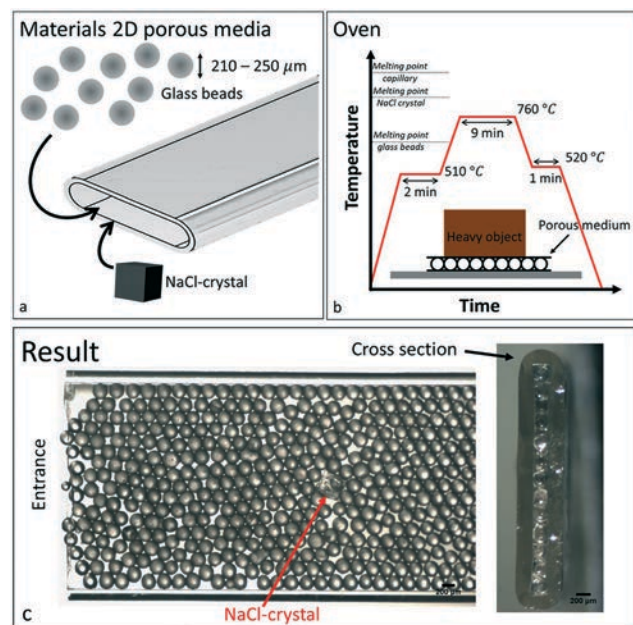 Materials 2D porous media
210 – 250 μm
Glass beads
NaCl-crystal
a
Oven
Temperature
Melting point
capillary
Melting point
NaCl crystal
Melting point
glass beads
760 °C
9 min
510 °C
2 min
520 °C
1 min
Heavy object
Porous medium
Time
b
Result
Cross section
Entrance
200 μm
NaCl-crystal
200 μm
c